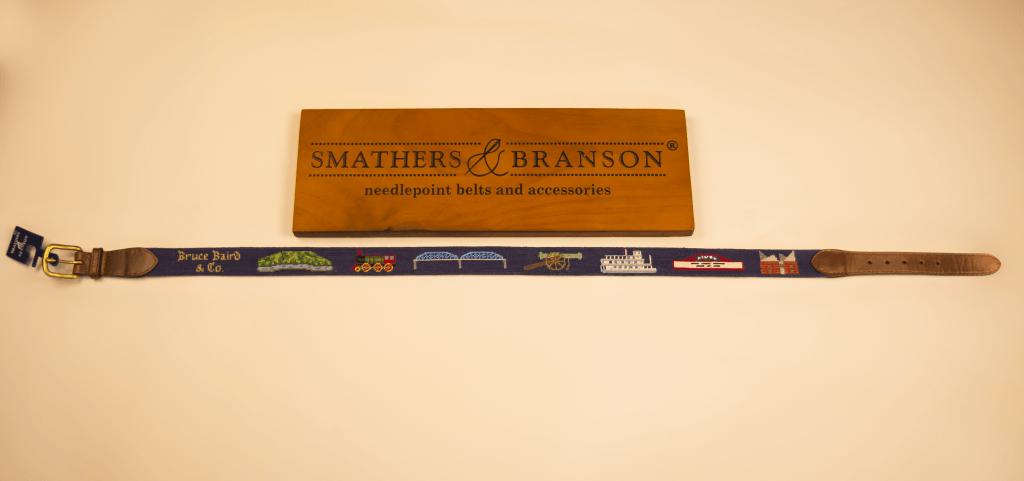 SMATHERS & BRANSON®
needlepoint belts and accessories
Bruce Baird
& Co.